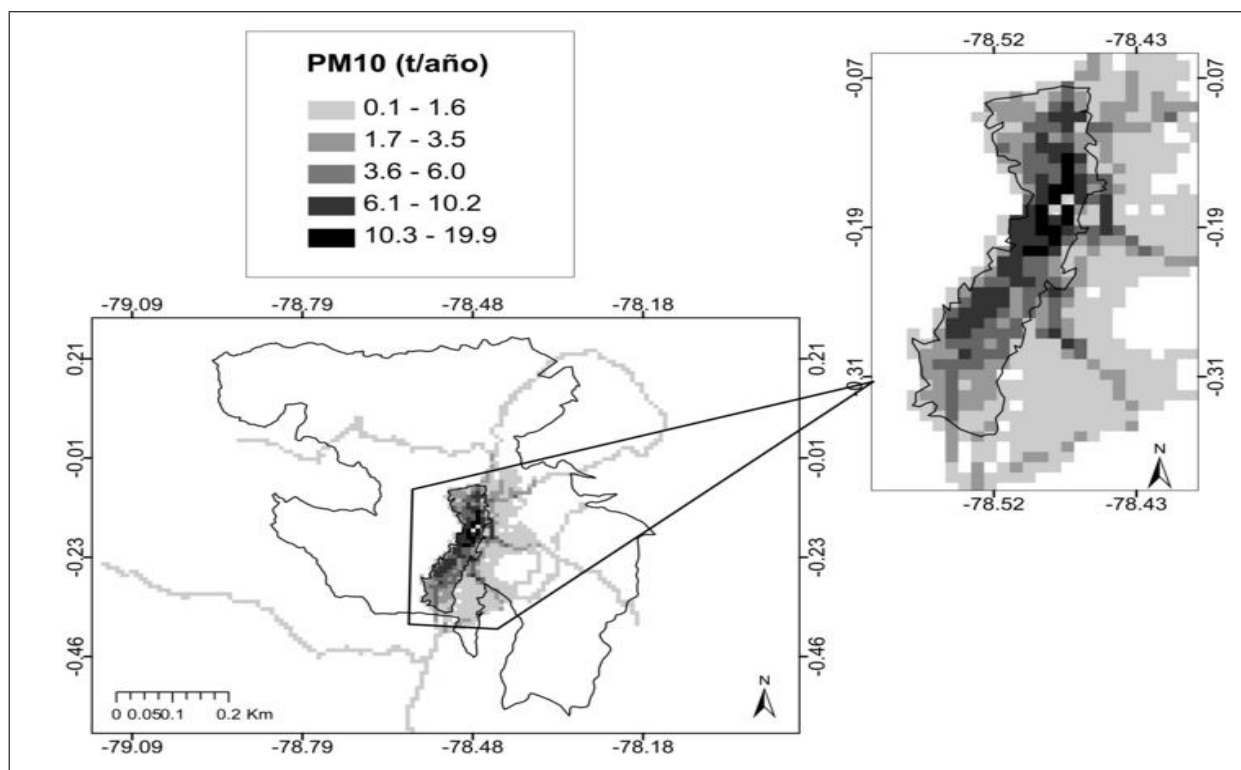 PM10 (t/año)
0.1 - 1.6
1.7 - 3.5
3.6 - 6.0
6.1 - 10.2
10.3 - 19.9
-78.52 -78.43
-0.07 -0.07
-0.19 -0.19
-0.31 -0.31
N
-78.52 -78.43
-79.09 -78.79 -78.48 -78.18
0.21 0.21
-0.01 -0.01
-0.23 -0.23
-0.46 -0.46
N
0 0.050.1 0.2 Km
-79.09 -78.79 -78.48 -78.18